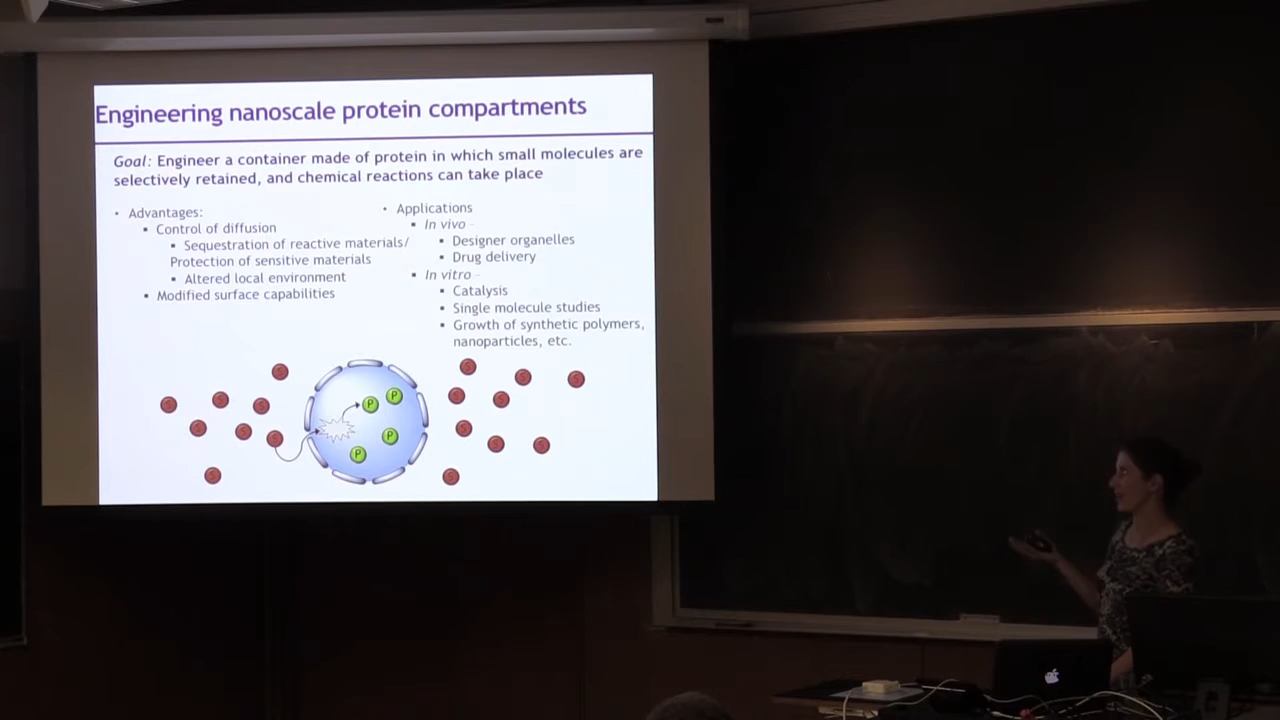 Engineering nanoscale protein compartments
Goal: Engineer a container made of protein in which small molecules are
selectively retained, and chemical reactions can take place
• Advantages:
▪ Control of diffusion
▪ Sequestration of reactive materials/
Protection of sensitive materials
▪ Altered local environment
▪ Modified surface capabilities
• Applications
▪ In vivo –
▪ Designer organelles
▪ Drug delivery
▪ In vitro –
▪ Catalysis
▪ Single molecule studies
▪ Growth of synthetic polymers,
nanoparticles, etc.
S
S
S
S
S
S
S
S
P
P
P
P
S
S
S
S
S
S
S
S
S